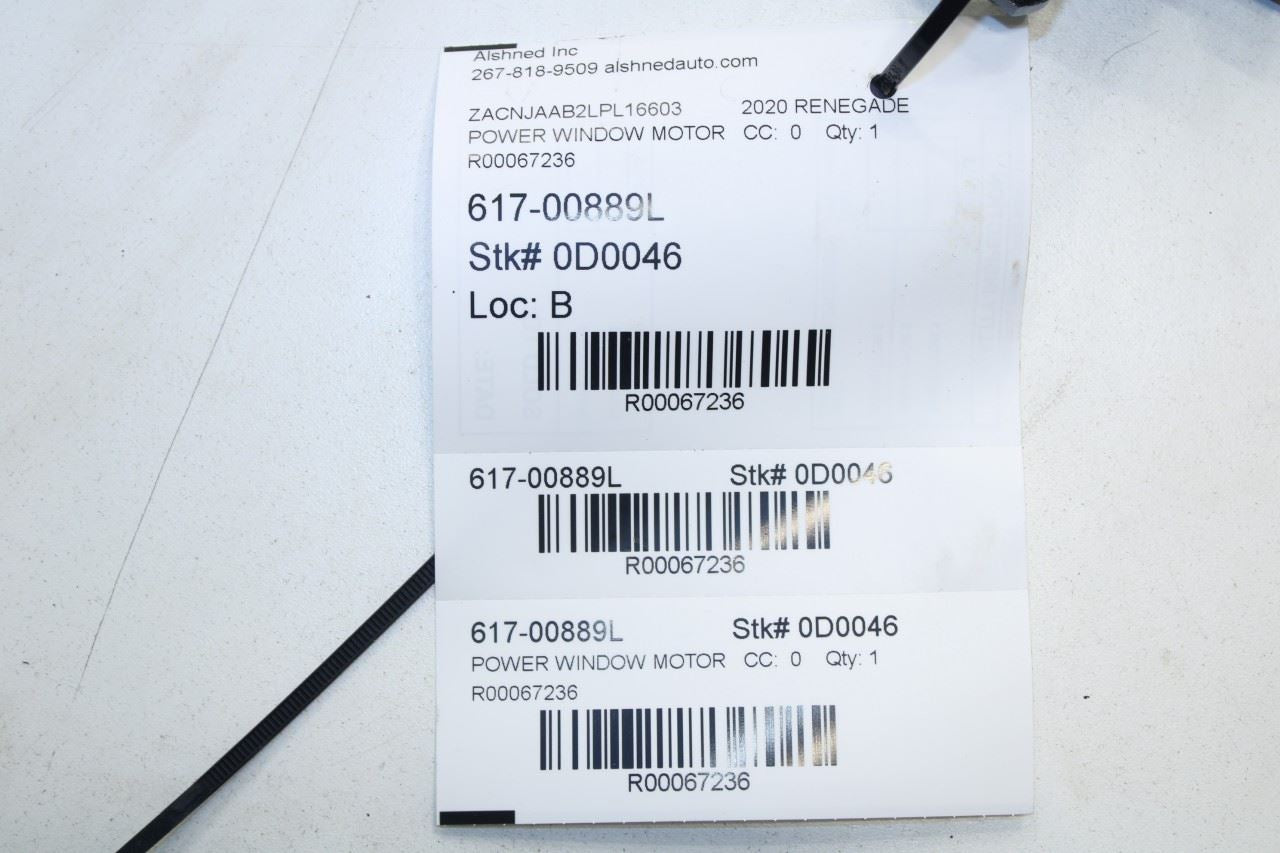 Alshned Inc
267-818-9509 alshnedauto.com
ZACNJAAB2LPL16603 2020 RENEGADE
POWER WINDOW MOTOR CC: 0 Qty: 1
R00067236
617-00889L
Stk# 0D0046
Loc: B
R00067236
617-00889L Stk# 0D0046
R00067236
617-00889L Stk# 0D0046
POWER WINDOW MOTOR CC: 0 Qty: 1
R00067236
R00067236